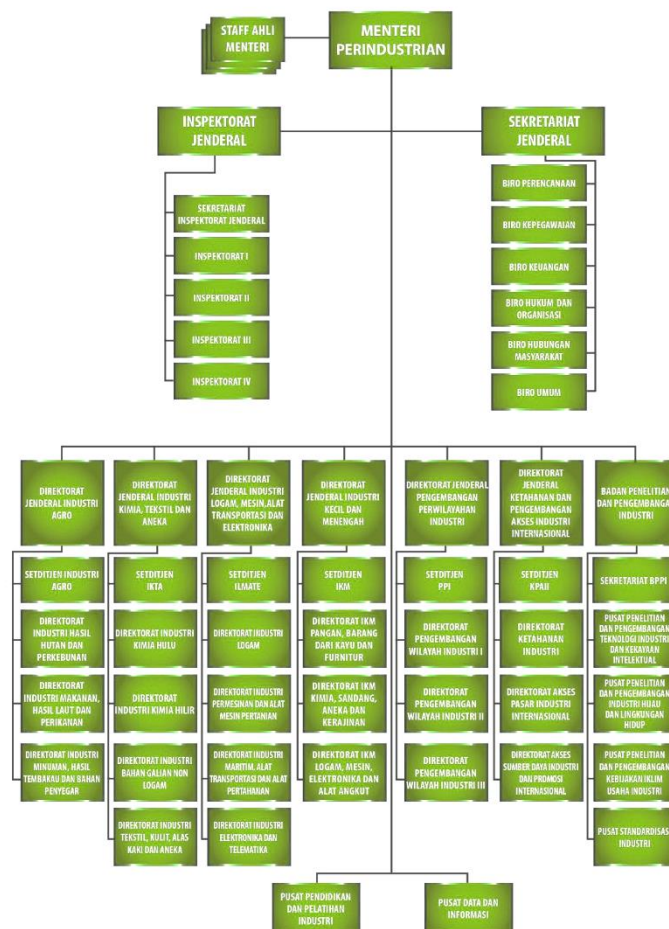 STAFF AHLI
MENTERI
MENTERI
PERINDUSTRIAN
INSPEKTORAT
JENDERAL
SEKRETARIAT
JENDERAL
SEKRETARIAT
INSPEKTORAT JENDERAL
INSPEKTORAT I
INSPEKTORAT II
INSPEKTORAT III
INSPEKTORAT IV
BIRO PERENCANAAN
BIRO KEPEGAWAIAN
BIRO KEUANGAN
BIRO HUKUM DAN
ORGANISASI
BIRO HUBUNGAN
MASYARAKAT
BIRO UMUM
DIREKTORAT
JENDERAL INDUSTRI
AGRO
SETDITJEN INDUSTRI
AGRO
DIREKTORAT
INDUSTRI HASIL
HUTAN DAN
PERKEBUNAN
DIREKTORAT
INDUSTRI MAKANAN,
HASIL LAUT DAN
PERIKANAN
DIREKTORAT INDUSTRI
MINUMAN, HASIL
TEMBAKAU DAN BAHAN
PENYEGAR
DIREKTORAT
JENDERAL INDUSTRI
KIMIA, TEKSTIL DAN
ANEKA
SETDITJEN
IKTA
DIREKTORAT INDUSTRI
KIMIA HULU
DIREKTORAT
INDUSTRI KIMIA HILIR
DIREKTORAT INDUSTRI
BAHAN GALIAN NON
LOGAM
DIREKTORAT INDUSTRI
TEKSTIL, KULIT, ALAS
KAKI DAN ANEKA
DIREKTORAT
JENDERAL INDUSTRI
LOGAM, MESIN,ALAT
TRANSPORTASI DAN
ELEKTRONIKA
SETDITJEN
ILMATE
DIREKTORAT INDUSTRI
LOGAM
DIREKTORAT INDUSTRI
PERMESINAN DAN ALAT
MESIN PERTANIAN
DIREKTORAT INDUSTRI
MARITIM, ALAT
TRANSPORTASI DAN ALAT
PERTAHANAN
DIREKTORAT INDUSTRI
ELEKTRONIKA DAN
TELEMATIKA
DIREKTORAT
JENDERAL INDUSTRI
KECIL DAN
MENENGAH
SETDITJEN
IKM
DIREKTORAT IKM
PANGAN, BARANG
DARI KAYU DAN
FURNITUR
DIREKTORAT IKM
KIMIA, SANDANG,
ANEKA DAN
KERAJINAN
DIREKTORAT IKM
LOGAM, MESIN,
ELEKTRONIKA DAN
ALAT ANGKUT
DIREKTORAT JENDERAL
PENGEMBANGAN
PERWILAYAHAN
INDUSTRI
SETDITJEN
PPI
DIREKTORAT
PENGEMBANGAN
WILAYAH INDUSTRI I
DIREKTORAT
PENGEMBANGAN
WILAYAH INDUSTRI II
DIREKTORAT
PENGEMBANGAN
WILAYAH INDUSTRI III
DIREKTORAT
JENDERAL
KETAHANAN DAN
PENGEMBANGAN
AKSES INDUSTRI
INTERNASIONAL
SETDITJEN
KPAII
DIREKTORAT
KETAHANAN
INDUSTRI
DIREKTORAT AKSES
PASAR INDUSTRI
INTERNASIONAL
DIREKTORAT AKSES
SUMBER DAYA INDUSTRI
DAN PROMOSI
INTERNASIONAL
BADAN PENELITIAN
DAN PENGEMBANGAN
INDUSTRI
SEKRETARIAT BPPI
PUSAT PENELITIAN
DAN PENGEMBANGAN
TEKNOLOGI INDUSTRI
DAN KEKAYAAN
INTELEKTUAL
PUSAT PENELITIAN
DAN PENGEMBANGAN
INDUSTRI HIJAU
DAN LINGKUNGAN
HIDUP
PUSAT PENELITIAN
DAN PENGEMBANGAN
KEBIJAKAN IKLIM
USAHA INDUSTRI
PUSAT STANDARDISASI
INDUSTRI
PUSAT PENDIDIKAN
DAN PELATIHAN
INDUSTRI
PUSAT DATA DAN
INFORMASI